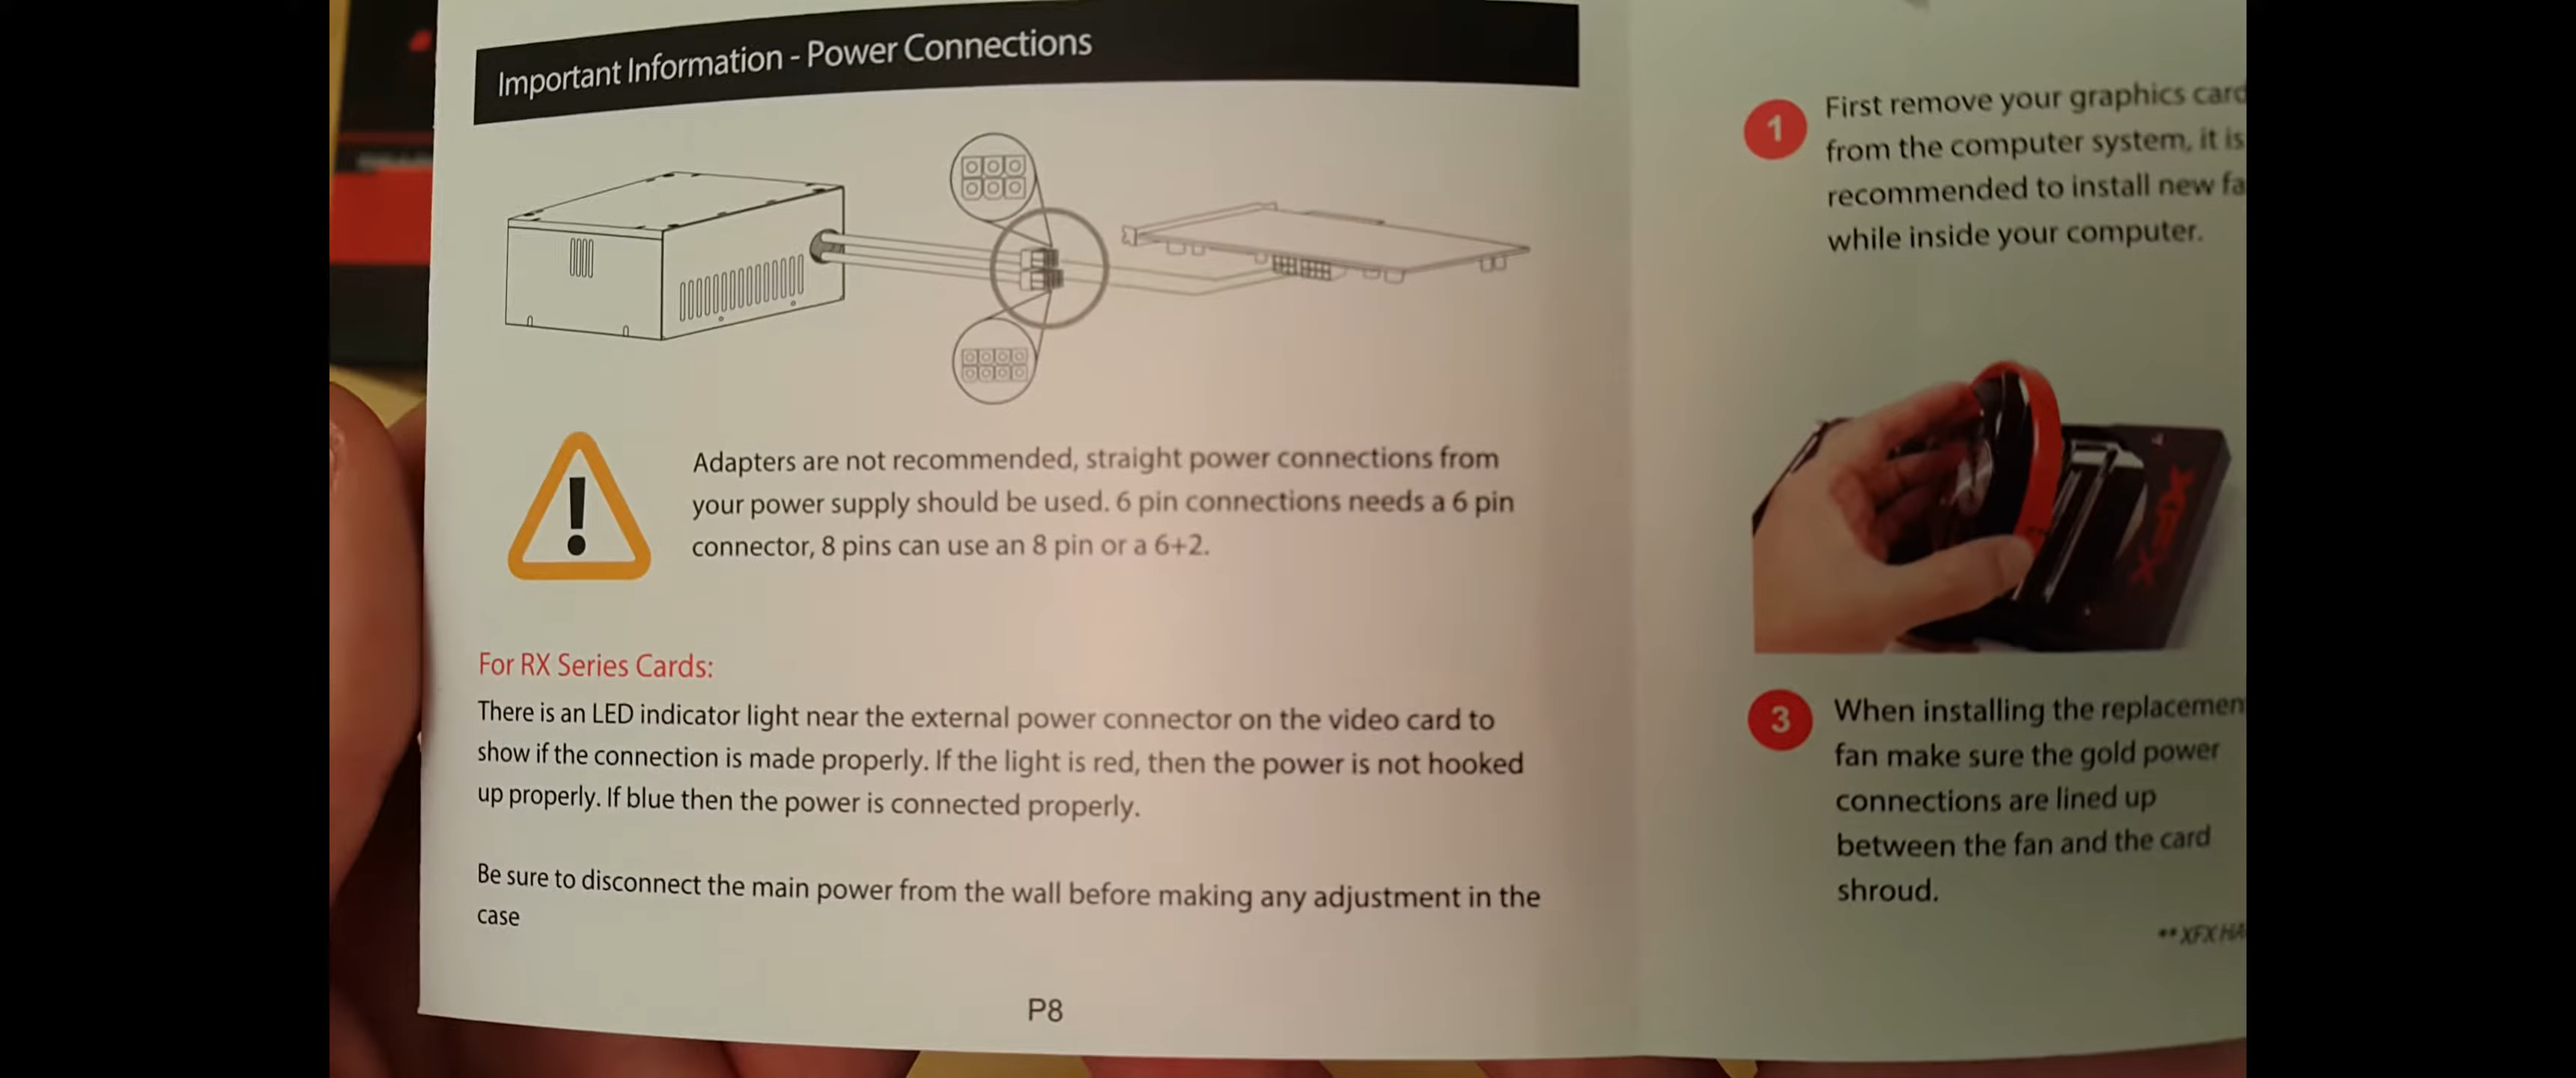 Important Information - Power Connections
Adapters are not recommended, straight power connections from
your power supply should be used. 6 pin connections needs a 6 pin
connector, 8 pins can use an 8 pin or a 6+2.
For RX Series Cards:
There is an LED indicator light near the external power connector on the video card to
show if the connection is made properly. If the light is red, then the power is not hooked
up properly. If blue then the power is connected properly.
Be sure to disconnect the main power from the wall before making any adjustment in the
case
P8
1
First remove your graphics card
from the computer system, it is
recommended to install new
while inside your computer.
XFX
3
When installing the
fan make sure the gold power
connections are lined up
between the fan and the card
shroud.
** XFX